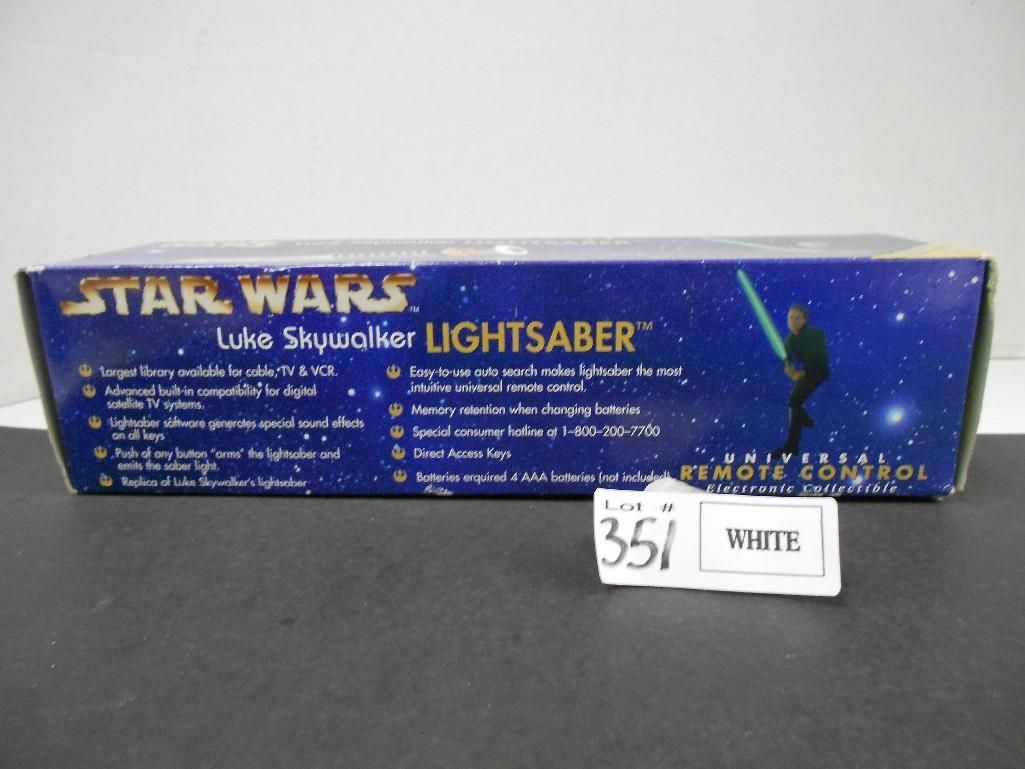 Luke Skywalker LIGHTSABER
STAR WARS™
Luke Skywalker LIGHTSABER™
Largest library available for cable, TV & VCR.
Advanced built-in compatibility for digital
satellite TV systems.
Lightsaber software generates special sound effects
on all keys
Push of any button "arms" the lightsaber and
emits the saber light.
Replica of Luke Skywalker's lightsaber
Easy-to-use auto search makes lightsaber the most
intuitive universal remote control.
Memory retention when changing batteries
Special consumer hotline at 1-800-200-7700
Direct Access Keys
Batteries erquired 4 AAA batteries (not included)
UNIVERSAL
REMOTE CONTROL
Electronic Collectible
Lot #
351
WHITE